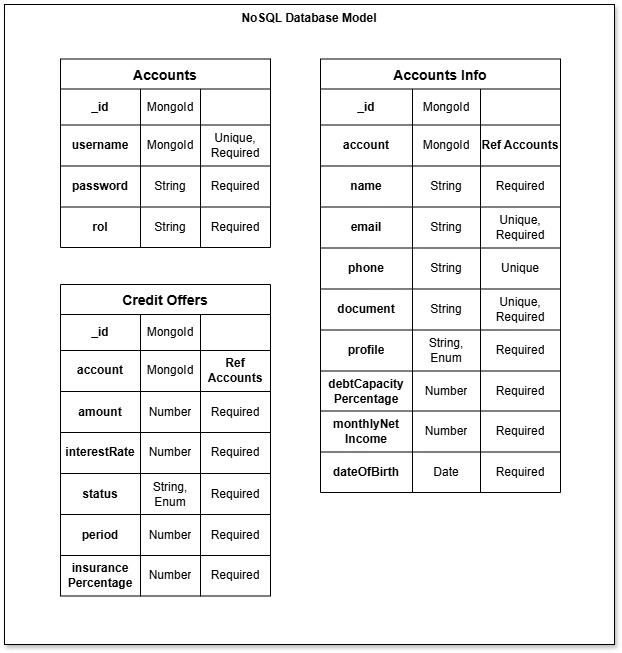 NoSQL Database Model
Accounts
_id MongoId
username MongoId Unique,
Required
password String Required
rol String Required
Credit Offers
_id MongoId
account MongoId Ref
Accounts
amount Number Required
interestRate Number Required
status String,
Enum Required
period Number Required
insurance
Percentage Number Required
Accounts Info
_id MongoId
account MongoId Ref Accounts
name String Required
email String Unique,
Required
phone String Unique
document String Unique,
Required
profile String,
Enum Required
debtCapacity
Percentage Number Required
monthlyNet
Income Number Required
dateOfBirth Date Required